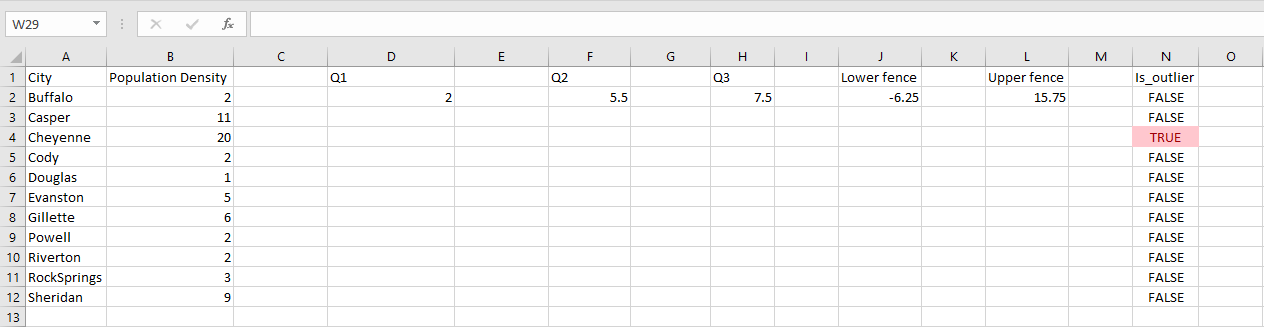 W29 fx
A B C D E F G H I J K L M N O
1 City Population Density Q1 Q2 Q3 Lower fence Upper fence Is_outlier
2 Buffalo 2 2 5.5 7.5 -6.25 15.75 FALSE
3 Casper 11 FALSE
4 Cheyenne 20 TRUE
5 Cody 2 FALSE
6 Douglas 1 FALSE
7 Evanston 5 FALSE
8 Gillette 6 FALSE
9 Powell 2 FALSE
10 Riverton 2 FALSE
11 RockSprings 3 FALSE
12 Sheridan 9 FALSE
13